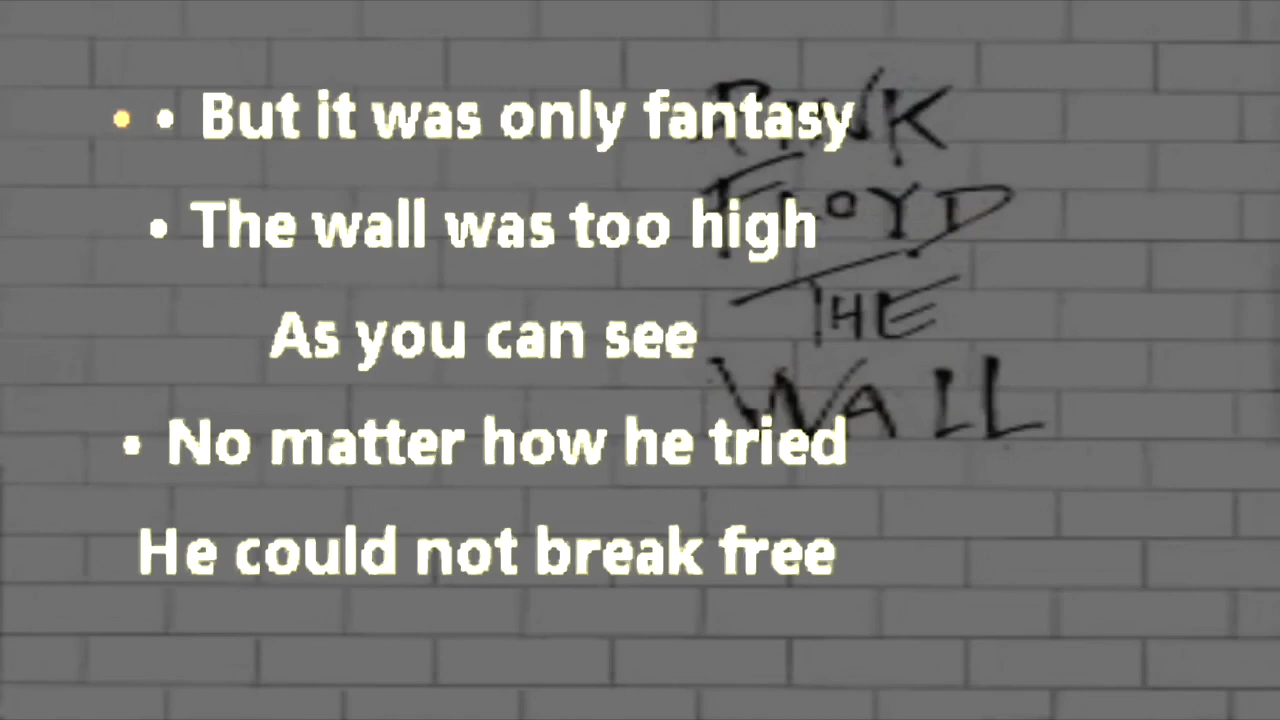 • • But it was only fantasy
• The wall was too high
As you can see
• No matter how he tried
He could not break free
PINK
FLOYD
THE
WALL